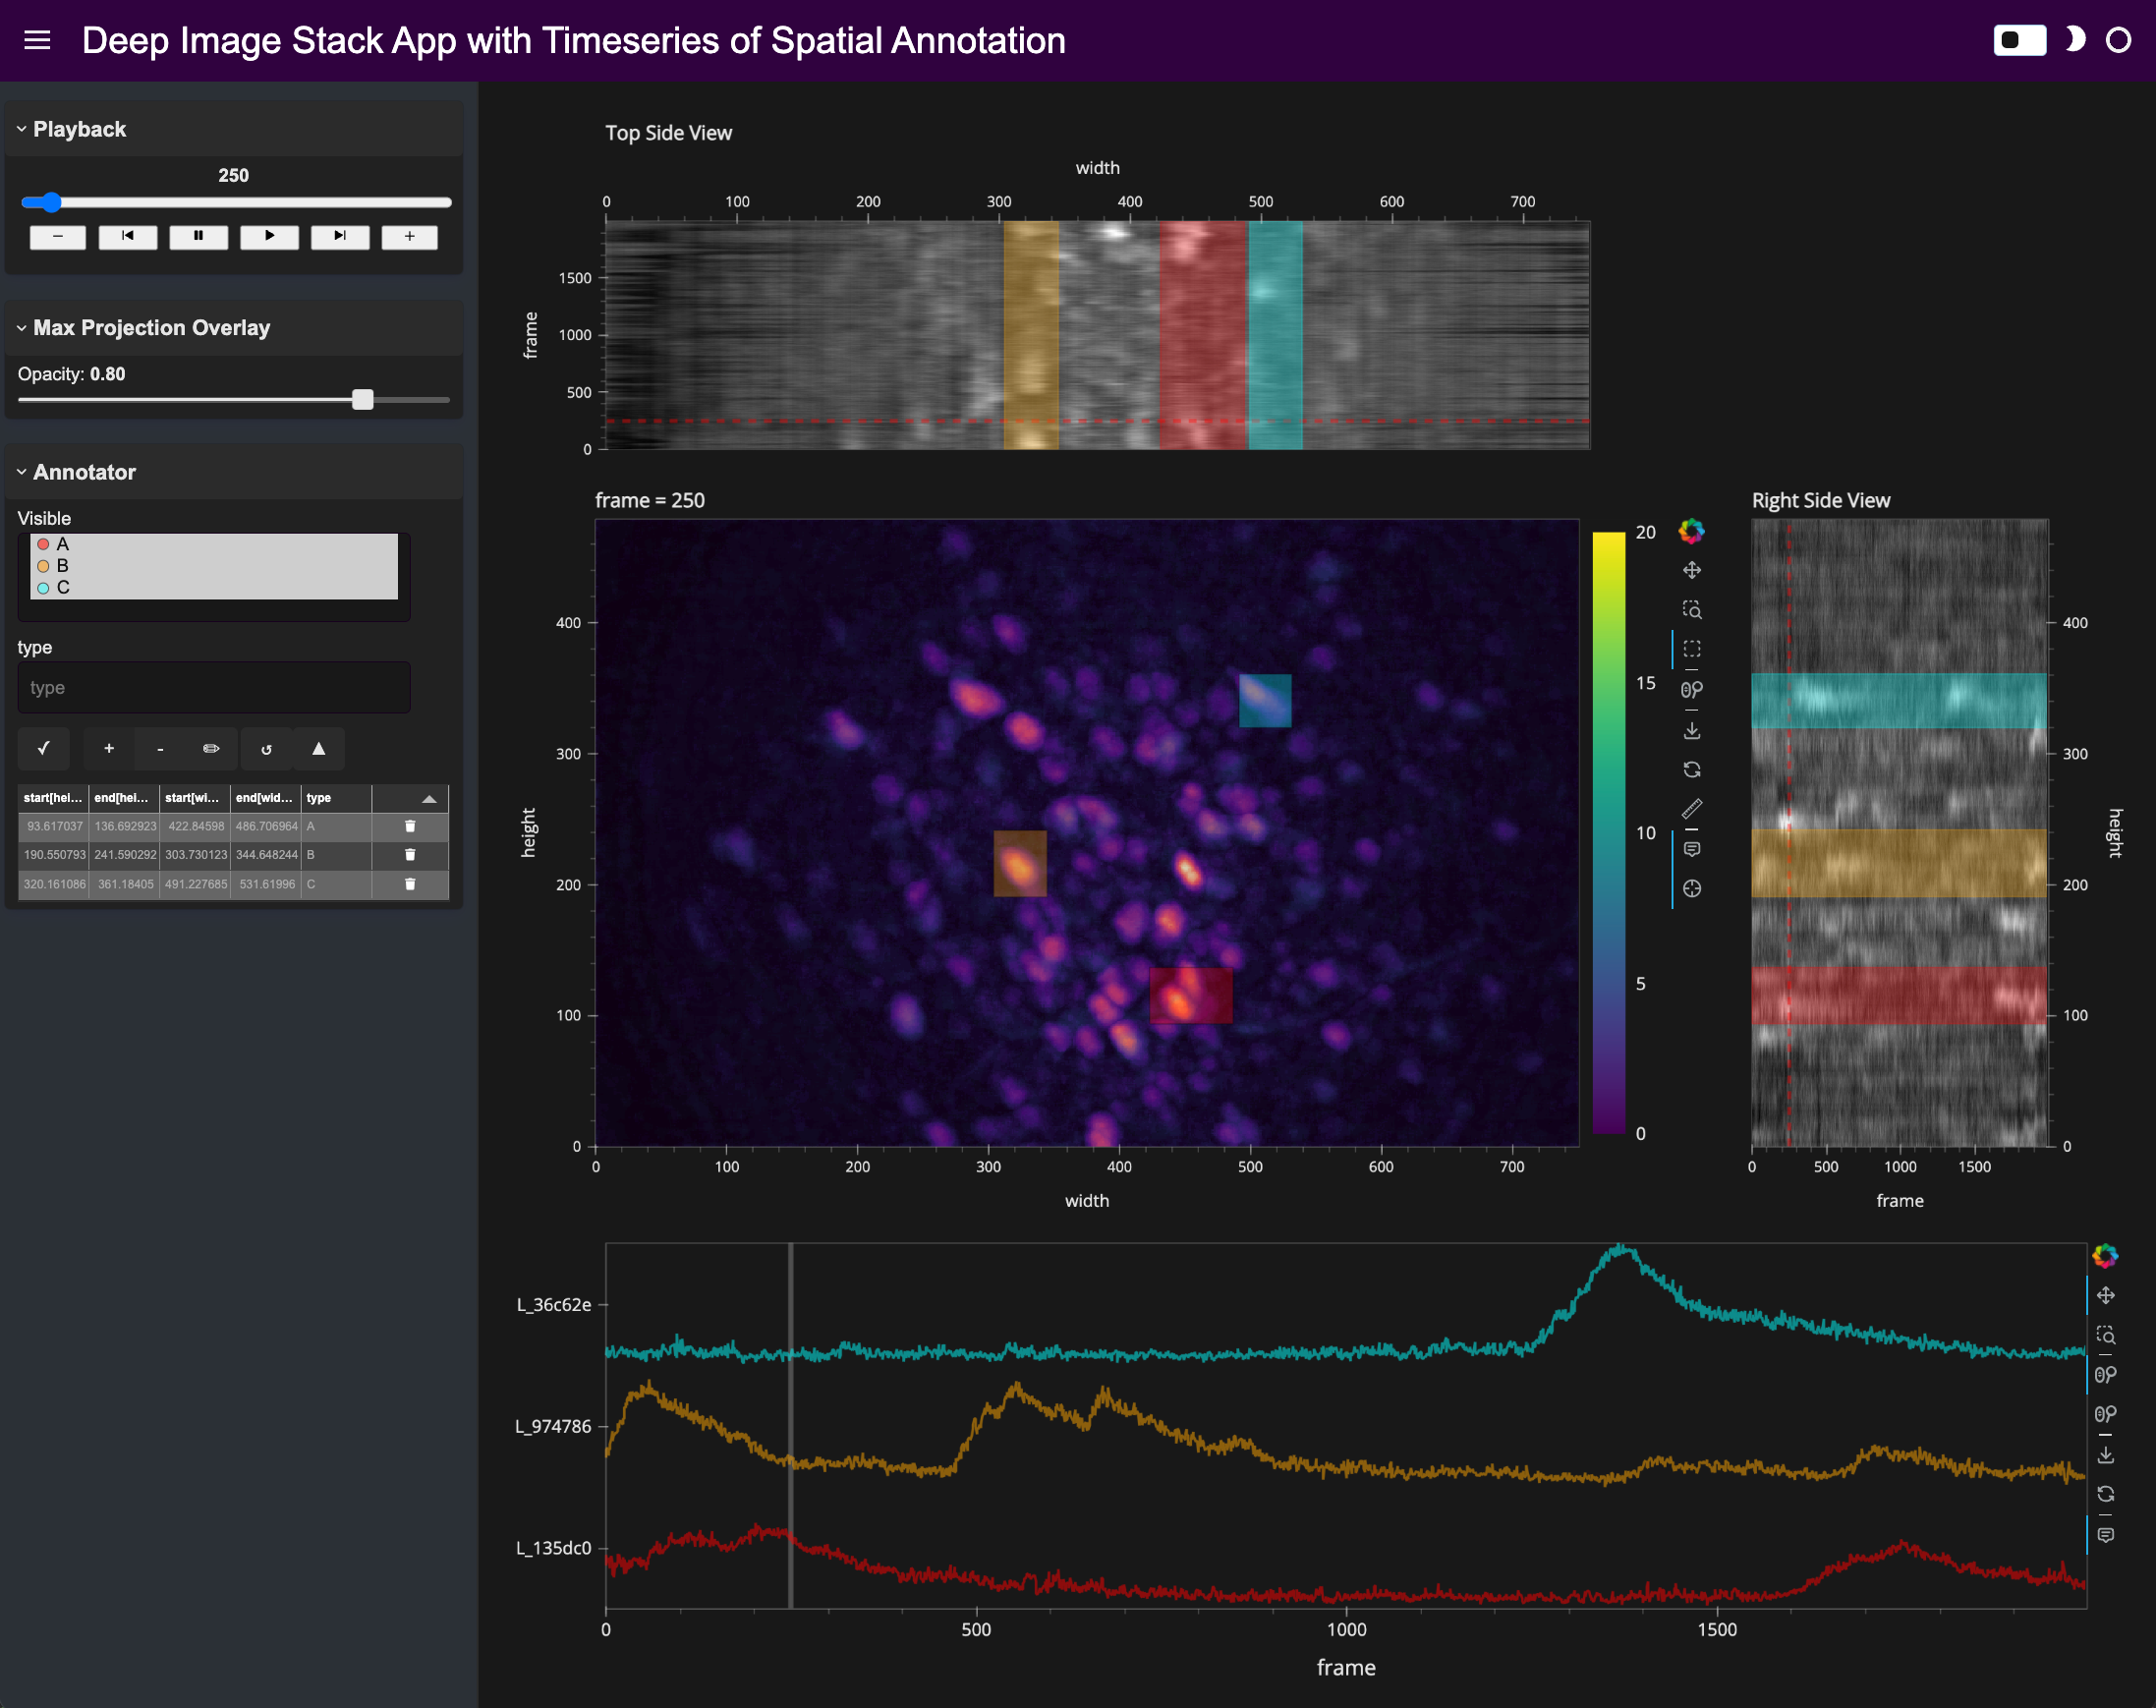 Deep Image Stack App with Timeseries of Spatial Annotation
Playback
250
Max Projection Overlay
Opacity: 0.80
Annotator
Visible
A
B
C
type
type
start[hei... end[hei... start[wi... end[wid... type
93.617037 136.692923 422.84598 486.706964 A
190.550793 241.590292 303.730123 344.648244 B
320.161086 361.18405 491.227685 531.61996 C
Top Side View
width
0 100 200 300 400 500 600 700
frame
1500
1000
500
0
frame = 250
height
400
300
200
100
0
0 100 200 300 400 500 600 700
width
20
15
10
5
0
Right Side View
400
300
200
100
0
height
0 500 1000 1500
frame
L_36c62e
L_974786
L_135dc0
0 500 1000 1500
frame